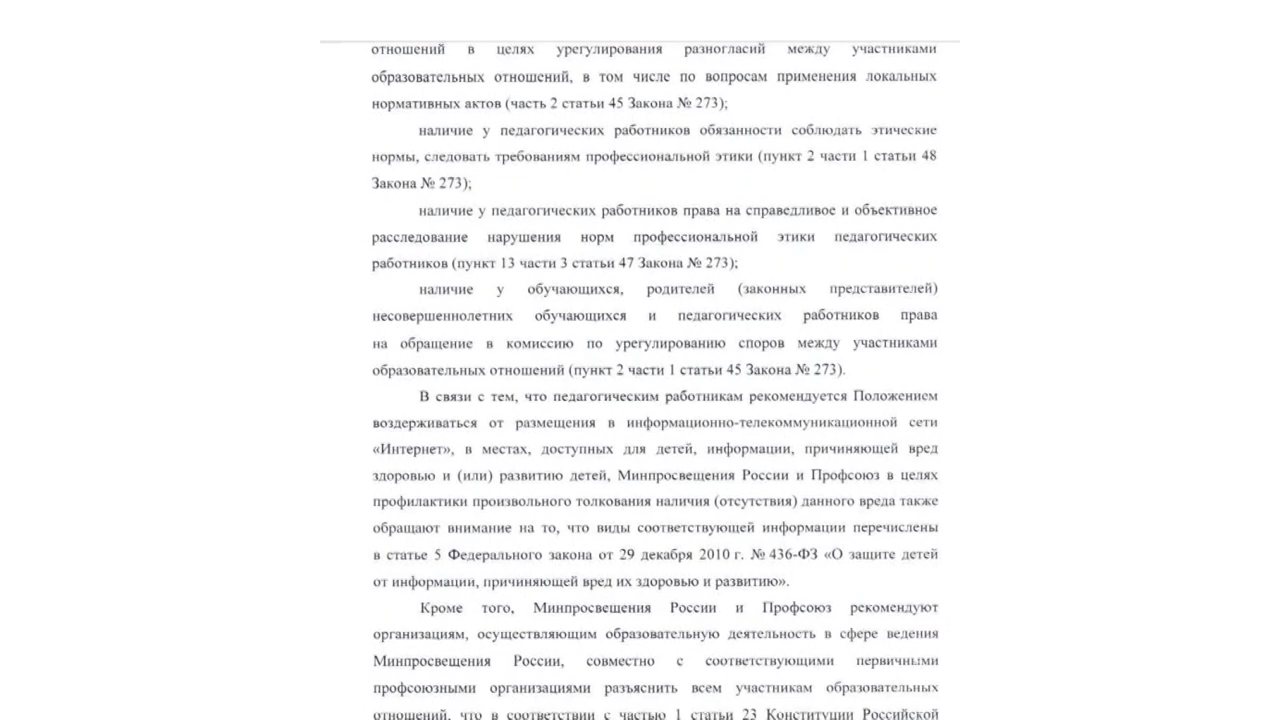 отношений в целях урегулирования разногласий между участниками
образовательных отношений, в том числе по вопросам применения локальных
нормативных актов (часть 2 статьи 45 Закона № 273);
наличие у педагогических работников обязанности соблюдать этические
нормы, следовать требованиям профессиональной этики (пункт 2 части 1 статьи 48
Закона № 273);
наличие у педагогических работников права на справедливое и объективное
расследование нарушения норм профессиональной этики педагогических
работников (пункт 13 части 3 статьи 47 Закона № 273);
наличие у обучающихся, родителей (законных представителей)
несовершеннолетних обучающихся и педагогических работников права
на обращение в комиссию по урегулированию споров между участниками
образовательных отношений (пункт 2 части 1 статьи 45 Закона № 273).
В связи с тем, что педагогическим работникам рекомендуется Положением
воздерживаться от размещения в информационно-телекоммуникационной сети
«Интернет», в местах, доступных для детей, информации, причиняющей вред
здоровью и (или) развитию детей, Минпросвещения России и Профсоюз в целях
профилактики произвольного толкования наличия (отсутствия) данного вреда также
обращают внимание на то, что виды соответствующей информации перечислены
в статье 5 Федерального закона от 29 декабря 2010 г. № 436-ФЗ «О защите детей
от информации, причиняющей вред их здоровью и развитию».
Кроме того, Минпросвещения России и Профсоюз рекомендуют
организациям, осуществляющим образовательную деятельность в сфере ведения
Минпросвещения России, совместно с соответствующими первичными
профсоюзными организациями разъяснить всем участникам образовательных
отношений, что в соответствии с частью 1 статьи 23 Конституции Российской